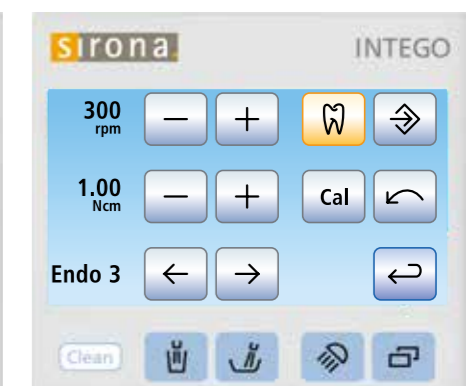 sirona.
INTEGO
300
rpm
1.00
Ncm
Cal
Endo 3
Clean